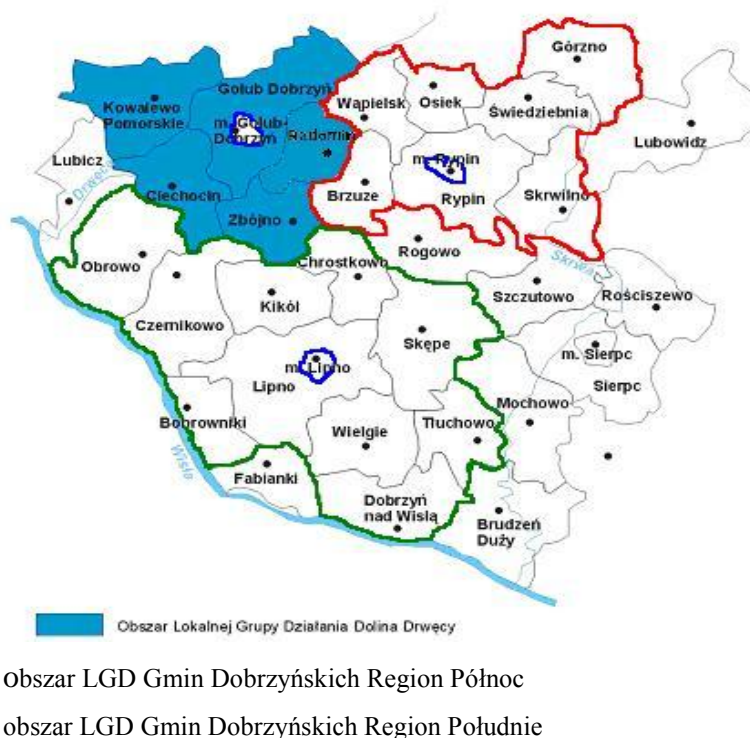 Górzno
Golub Dobrzyń
Wąpielsk
Osiek
Świedziebnia
Kowalewo
Pomorskie
m. Golub-
Dobrzyń
Radomin
Lubowidz
Lubicz
Drwęca
m. Rypin
Rypin
Skrwilno
Ciechocin
Brzuze
Zbójno
Rogowo
Obrowo
Chrostkowo
Skrwa
Szczutowo
Rościszewo
Kikół
Czernikowo
Skępe
m. Sierpc
Sierpc
m. Lipno
Lipno
Mochowo
Bobrowniki
Wielgie
Tłuchowo
Wisła
Fabianki
Dobrzyń
nad Wisłą
Brudzeń
Duży
Obszar Lokalnej Grupy Działania Dolina Drwęcy
Obszar LGD Gmin Dobrzyńskich Region Północ
obszar LGD Gmin Dobrzyńskich Region Południe